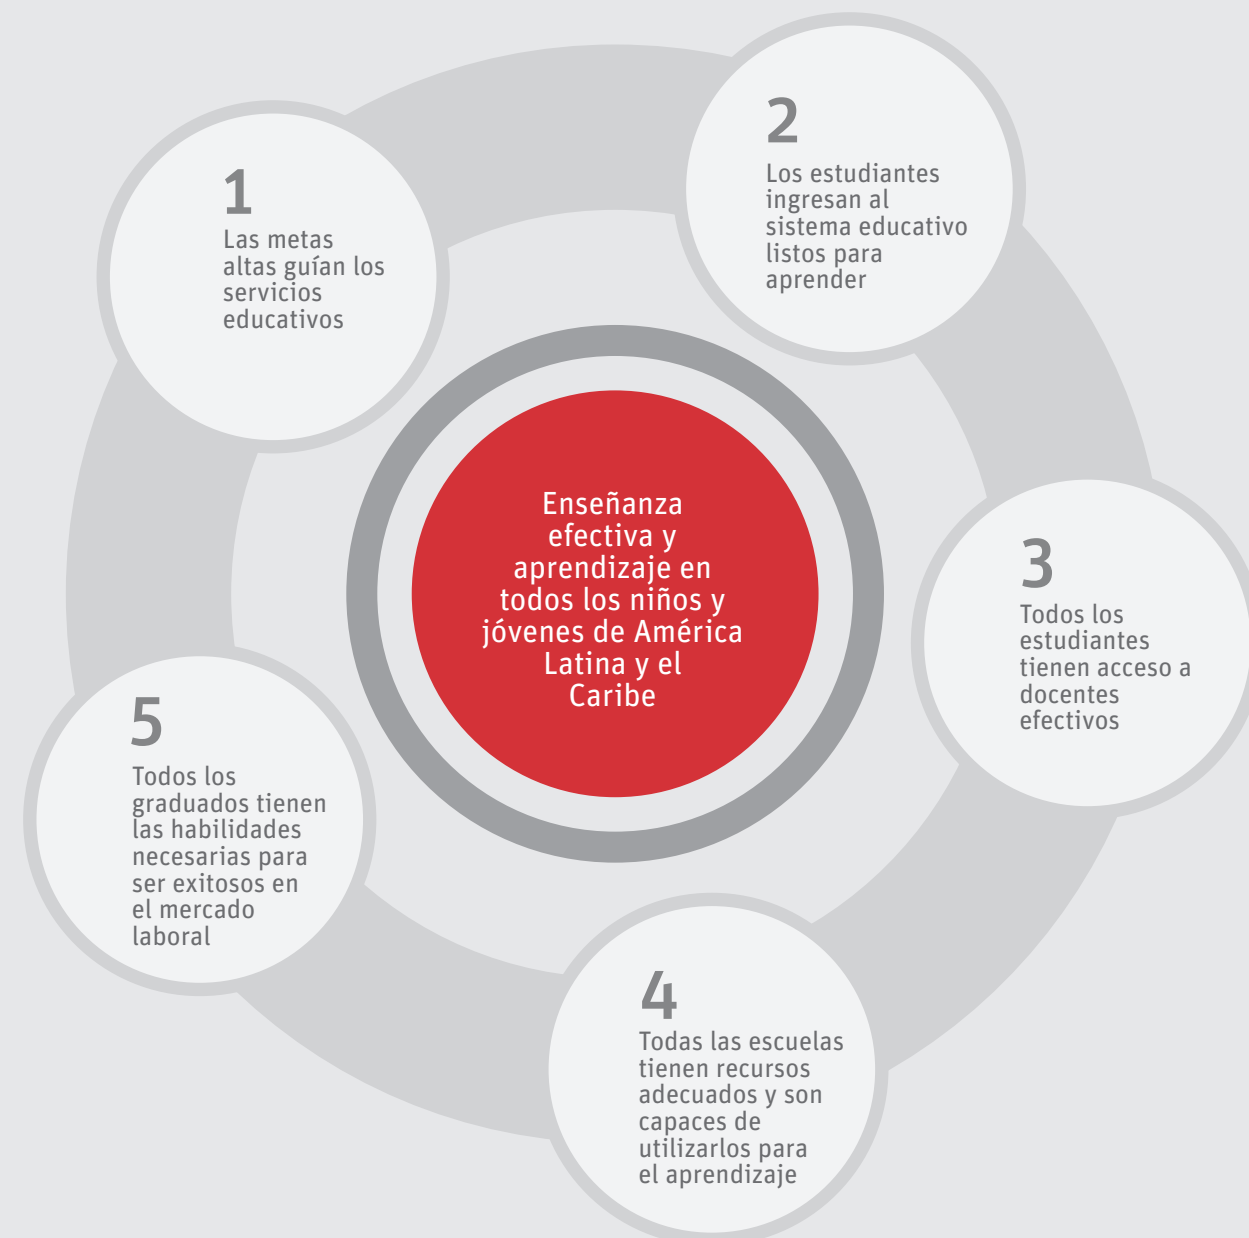 1
Las metas
altas guían los
servicios
educativos
2
Los estudiantes
ingresan al
sistema educativo
listos para
aprender
Enseñanza
efectiva y
aprendizaje en
todos los niños y
jóvenes de América
Latina y el
Caribe
3
Todos los
estudiantes
tienen acceso a
docentes
efectivos
4
Todas las escuelas
tienen recursos
adecuados y son
capaces de
utilizarlos para
el aprendizaje
5
Todos los
graduados tienen
las habilidades
necesarias para
ser exitosos en
el mercado
laboral